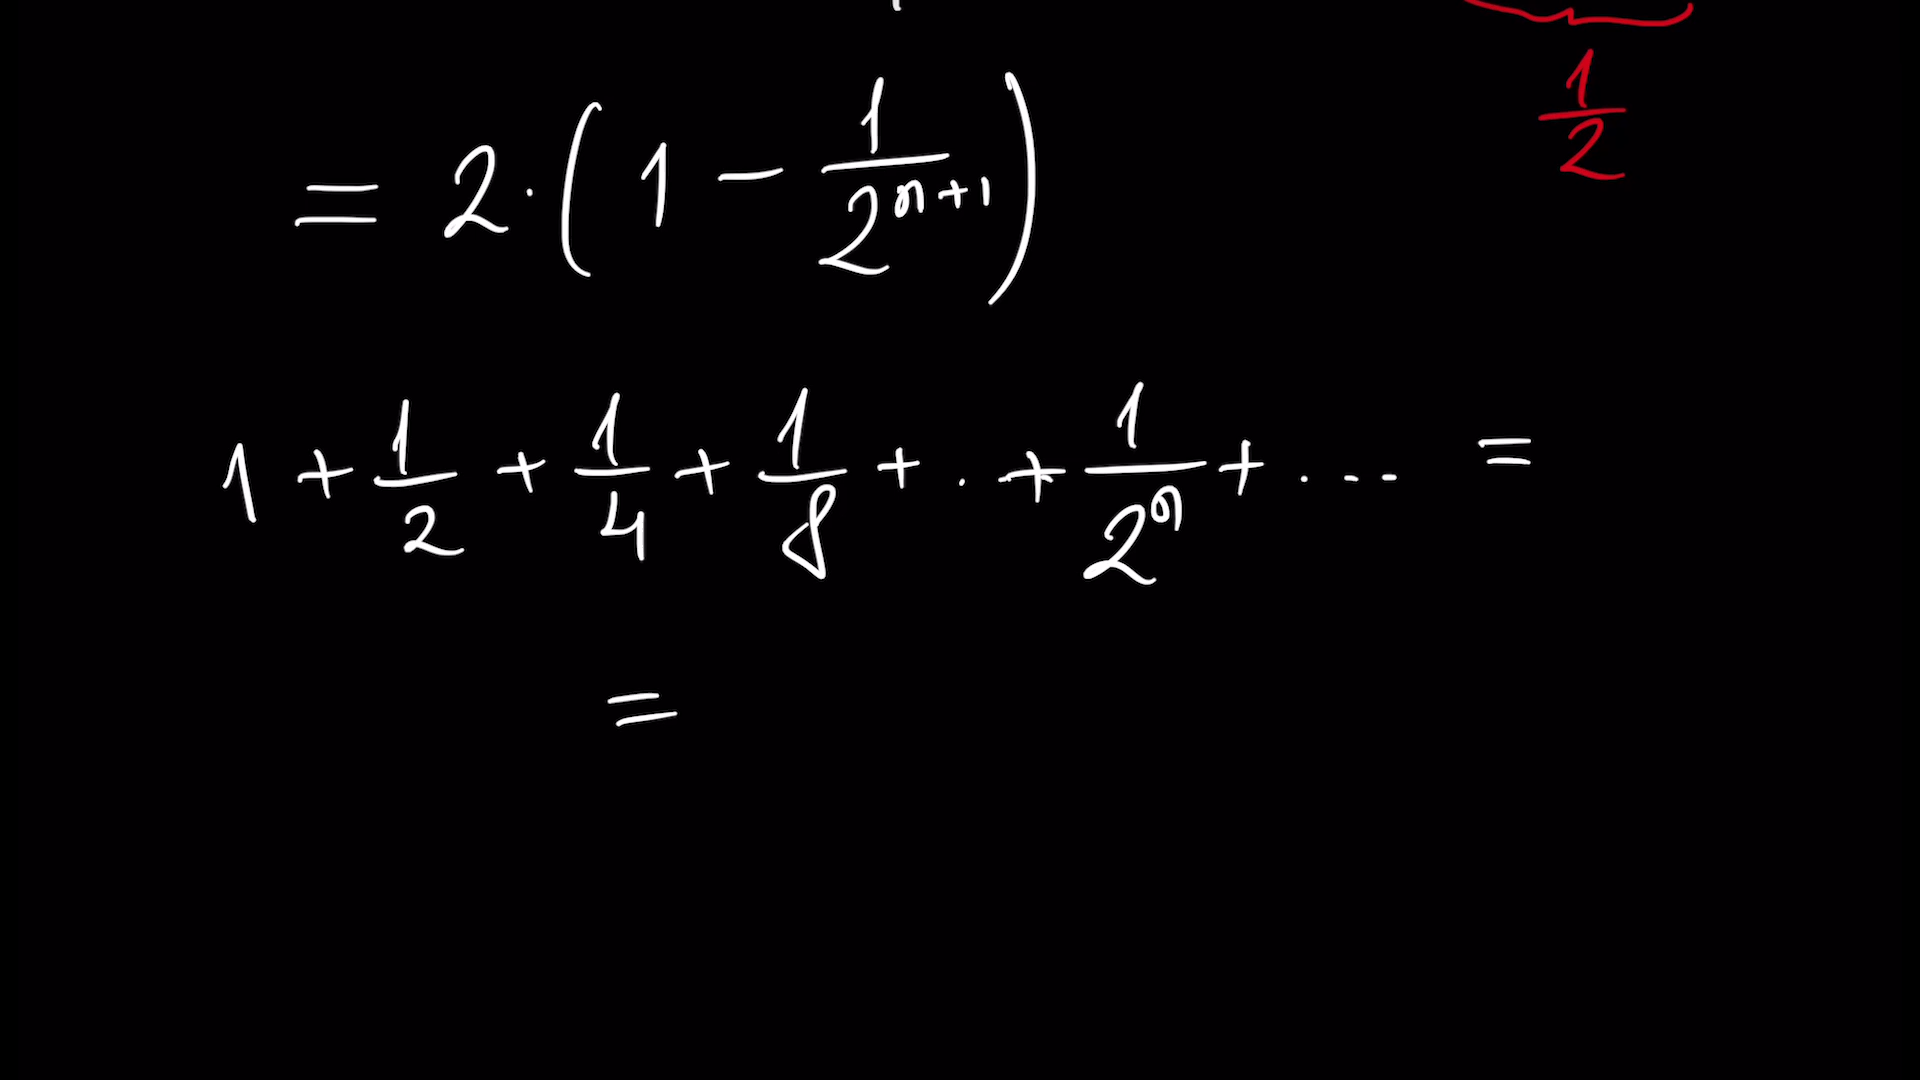 = 2·(1 - 1/2^(n+1))
1/2
1 + 1/2 + 1/4 + 1/8 + .. + 1/2^n + ... =
=